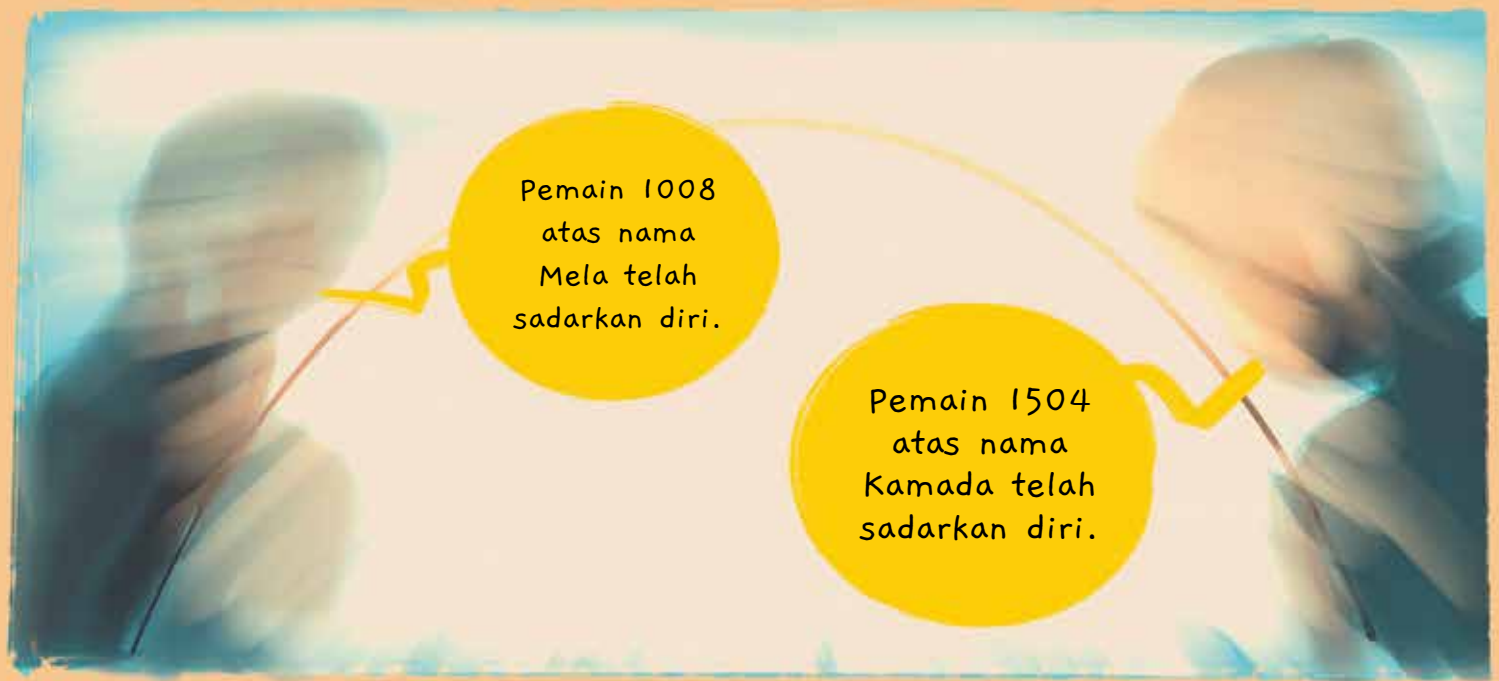 Pemain 1008
atas nama
Mela telah
sadarkan diri.
Pemain 1504
atas nama
Kamada telah
sadarkan diri.